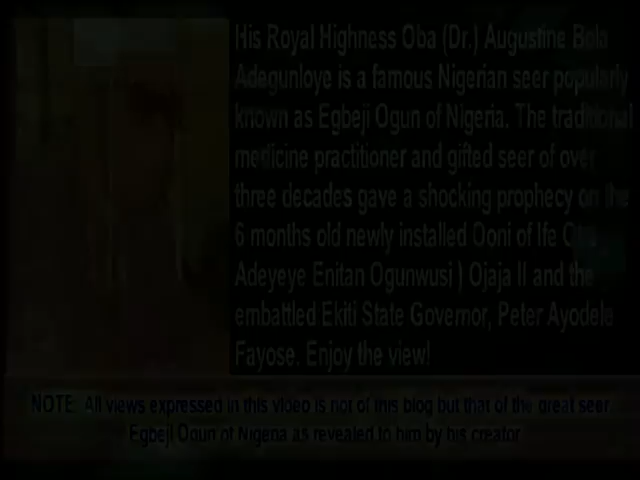 His Royal Highness Oba (Dr.) Augustine Bola
Adegunloye is a famous Nigerian seer popularly
known as Egbeji Ogun of Nigeria. The traditional
medicine practitioner and gifted seer of over
three decades gave a shocking prophecy on the
6 months old newly installed Ooni of Ife
Adeyeye Enitan Ogunwusi ) Ojaja II and the
embattled Ekiti State Governor, Peter Ayodele
Fayose. Enjoy the view!
NOTE: All views expressed in this video is not of this blog but that of the great seer
Egbeji Ogun of Nigeria as revealed to him by his creator